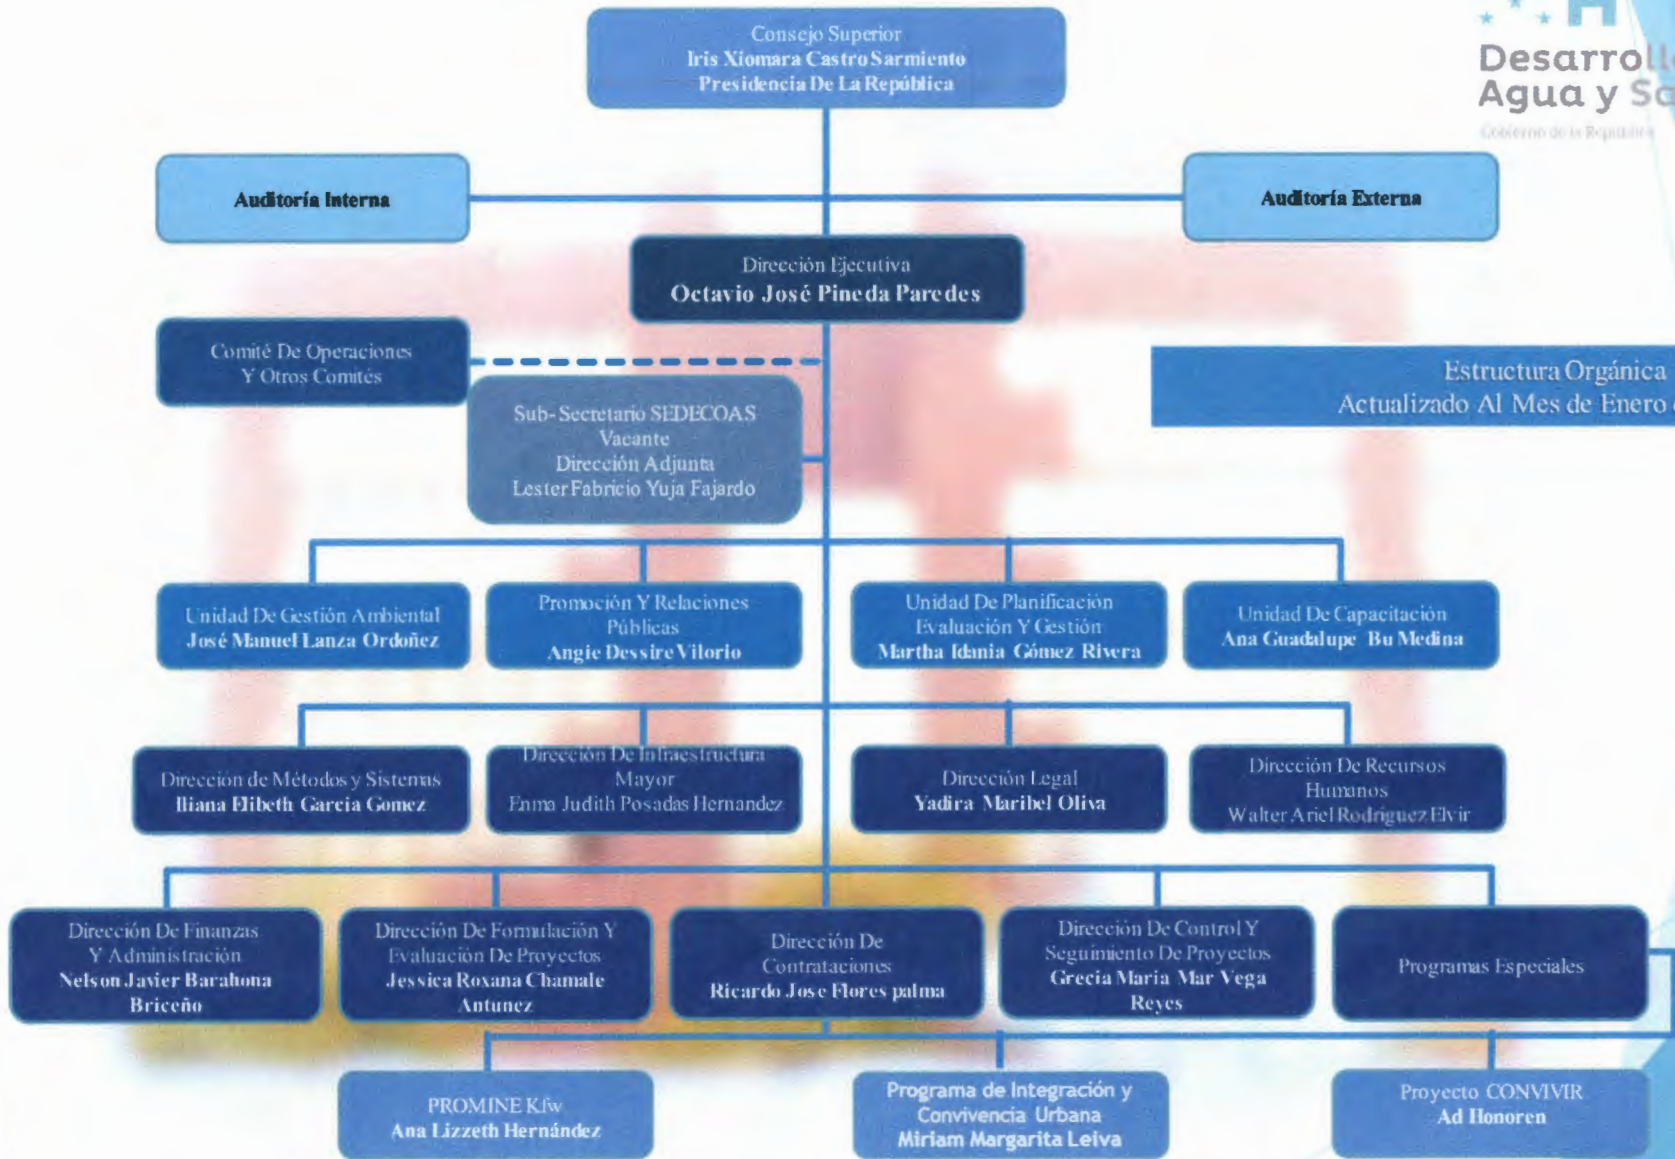 Consejo Superior
Iris Xiomara Castro Sarmiento
Presidencia De La República
Desarroll
Agua y Sa
Gobierno de la República
Auditoría Interna
Auditoría Externa
Dirección Ejecutiva
Octavio José Pineda Paredes
Comité De Operaciones
Y Otros Comités
Estructura Orgánica
Actualizado Al Mes de Enero
Sub-Secretario SEDECOAS
Vacante
Dirección Adjunta
Lester Fabricio Yuja Fajardo
Unidad De Gestión Ambiental
José Manuel Lanza Ordoñez
Promoción Y Relaciones
Públicas
Angie Dessire Vilorio
Unidad De Planificación
Evaluación Y Gestión
Martha Idania Gómez Rivera
Unidad De Capacitación
Ana Guadalupe Bu Medina
Dirección de Métodos y Sistemas
Iliana Elibeth Garcia Gomez
Dirección De Infraestructura
Mayor
Enma Judith Posadas Hernandez
Dirección Legal
Yadira Maribel Oliva
Dirección De Recursos
Humanos
Walter Ariel Rodriguez Elvir
Dirección De Finanzas
Y Administración
Nelson Javier Barahona
Briceño
Dirección De Formulación Y
Evaluación De Proyectos
Jessica Roxana Chamale
Antunez
Dirección De
Contrataciones
Ricardo Jose Flores palma
Dirección De Control Y
Seguimiento De Proyectos
Grecia Maria Mar Vega
Reyes
Programas Especiales
PROMINE Kfw
Ana Lizzeth Hernández
Programa de Integración y
Convivencia Urbana
Miriam Margarita Leiva
Proyecto CONVIVIR
Ad Honoren